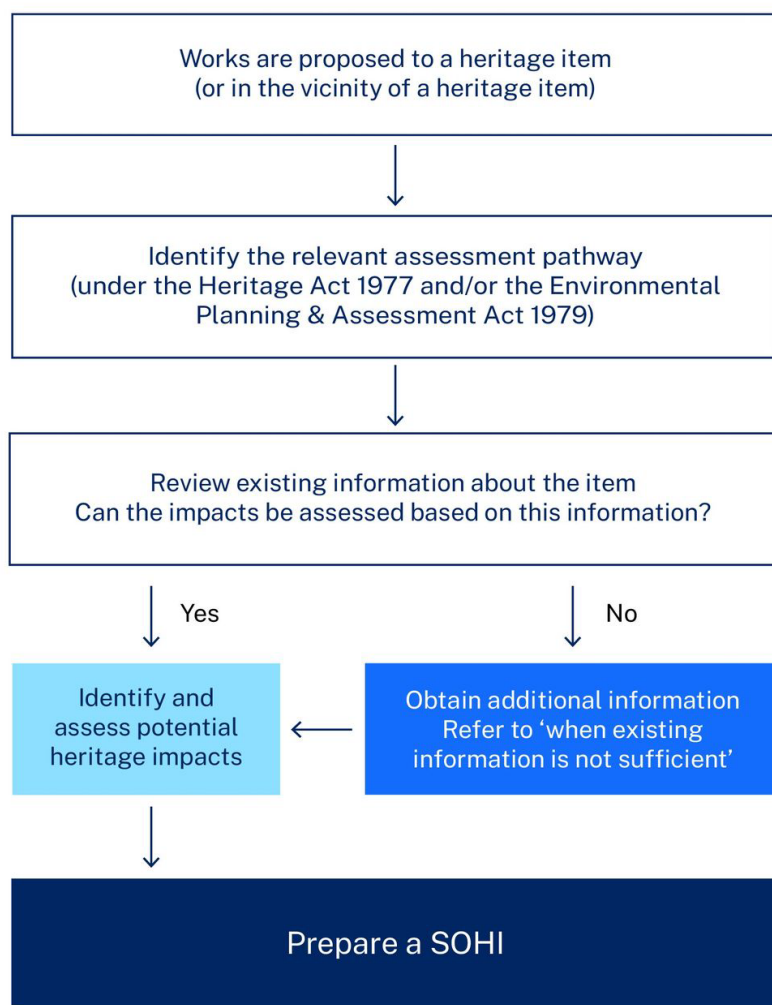 Works are proposed to a heritage item
(or in the vicinity of a heritage item)
Identify the relevant assessment pathway
(under the Heritage Act 1977 and/or the Environmental
Planning & Assessment Act 1979)
Review existing information about the item
Can the impacts be assessed based on this information?
Yes
No
Identify and
assess potential
heritage impacts
Obtain additional information
Refer to ‘when existing
information is not sufficient’
Prepare a SOHI